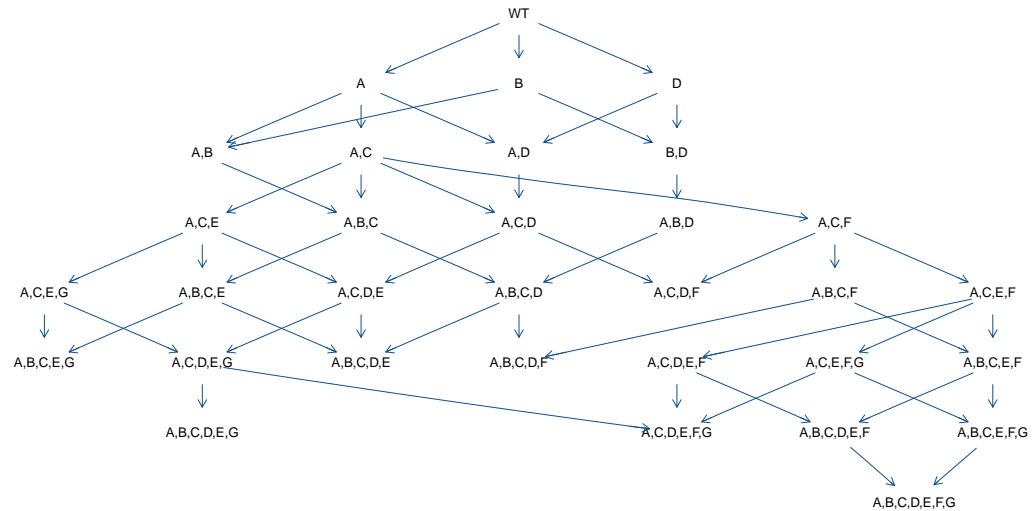 WT
A B D
A,B A,C A,D B,D
A,C,E A,B,C A,C,D A,B,D A,C,F
A,C,E,G A,B,C,E A,C,D,E A,B,C,D A,C,D,F A,B,C,F A,C,E,F
A,B,C,E,G A,C,D,E,G A,B,C,D,E A,B,C,D,F A,C,D,E,F A,C,E,F,G A,B,C,E,F
A,B,C,D,E,G A,C,D,E,F,G A,B,C,D,E,F A,B,C,E,F,G
A,B,C,D,E,F,G